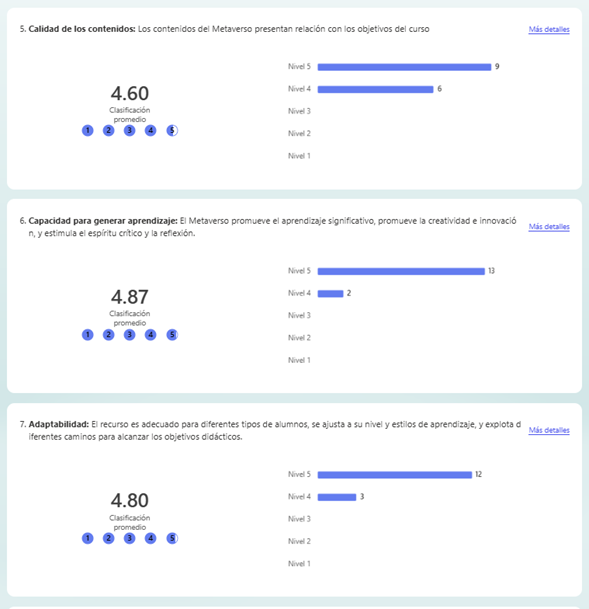 5. Calidad de los contenidos: Los contenidos del Metaverso presentan relación con los objetivos del curso
Más detalles
4.60
Clasificación
promedio
1 2 3 4 5
Nivel 5 9
Nivel 4 6
Nivel 3
Nivel 2
Nivel 1
6. Capacidad para generar aprendizaje: El Metaverso promueve el aprendizaje significativo, promueve la creatividad e innovació
n, y estimula el espíritu crítico y la reflexión.
Más detalles
4.87
Clasificación
promedio
1 2 3 4 5
Nivel 5 13
Nivel 4 2
Nivel 3
Nivel 2
Nivel 1
7. Adaptabilidad: El recurso es adecuado para diferentes tipos de alumnos, se ajusta a su nivel y estilos de aprendizaje, y explota d
iferentes caminos para alcanzar los objetivos didácticos.
Más detalles
4.80
Clasificación
promedio
1 2 3 4 5
Nivel 5 12
Nivel 4 3
Nivel 3
Nivel 2
Nivel 1